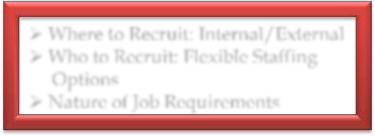 ➢ Where to Recruit: Internal/External
➢ Who to Recruit: Flexible Staffing
Options
➢ Nature of Job Requirements